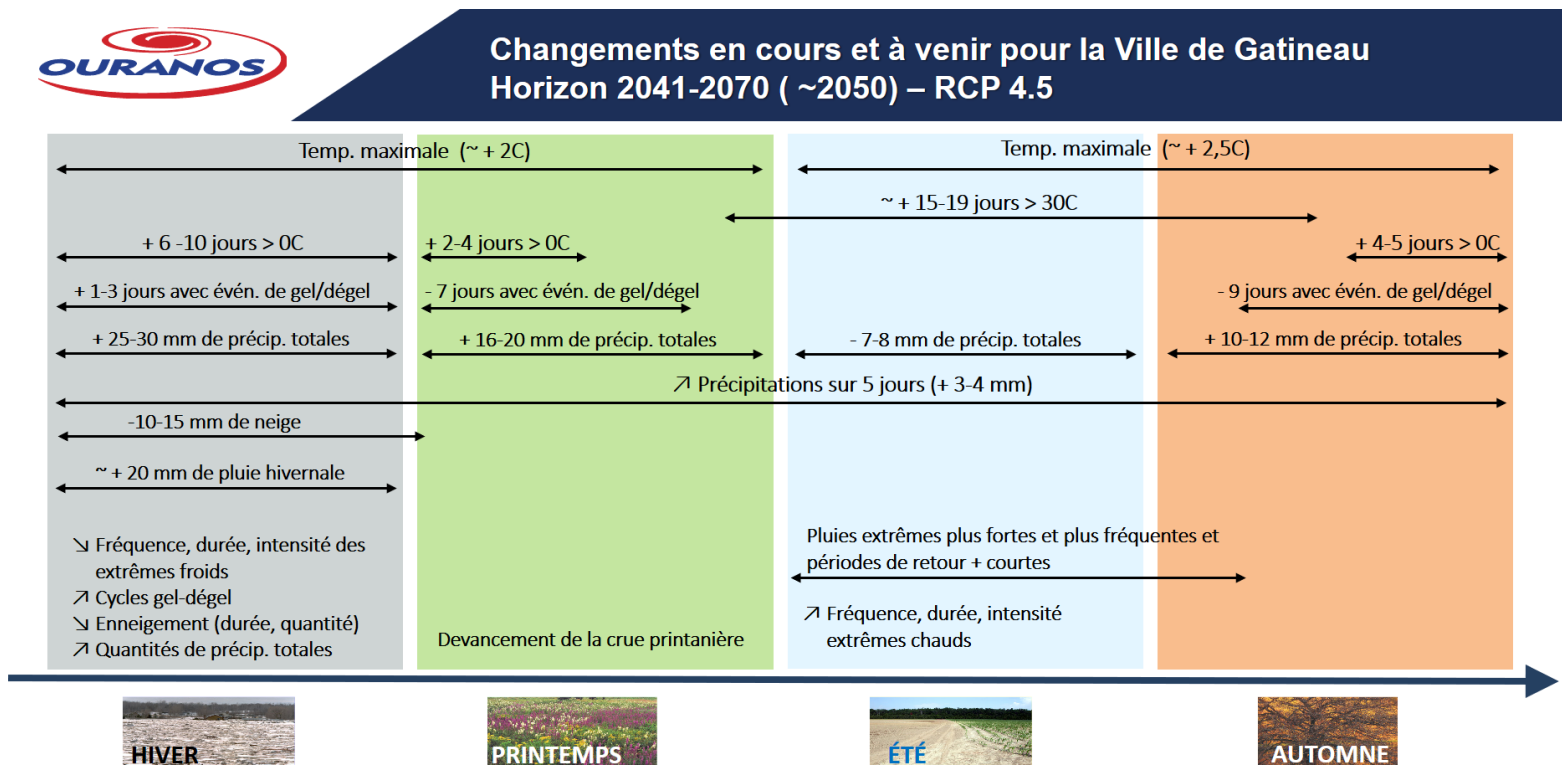 OURANOS
Changements en cours et à venir pour la Ville de Gatineau
Horizon 2041-2070 ( ~2050) – RCP 4.5
Temp. maximale (~ + 2C)
Temp. maximale (~ + 2,5C)
~ + 15-19 jours > 30C
+ 6 -10 jours > 0C
+ 2-4 jours > 0C
+ 4-5 jours > 0C
+ 1-3 jours avec évén. de gel/dégel
- 7 jours avec évén. de gel/dégel
- 9 jours avec évén. de gel/dégel
+ 25-30 mm de précip. totales
+ 16-20 mm de précip. totales
- 7-8 mm de précip. totales
+ 10-12 mm de précip. totales
↗ Précipitations sur 5 jours (+ 3-4 mm)
-10-15 mm de neige
~ + 20 mm de pluie hivernale
↘ Fréquence, durée, intensité des
extrêmes froids
↗ Cycles gel-dégel
↘ Enneigement (durée, quantité)
↗ Quantités de précip. totales
Devancement de la crue printanière
Pluies extrêmes plus fortes et plus fréquentes et
périodes de retour + courtes
↗ Fréquence, durée, intensité
extrêmes chauds
HIVER
PRINTEMPS
ÉTÉ
AUTOMNE